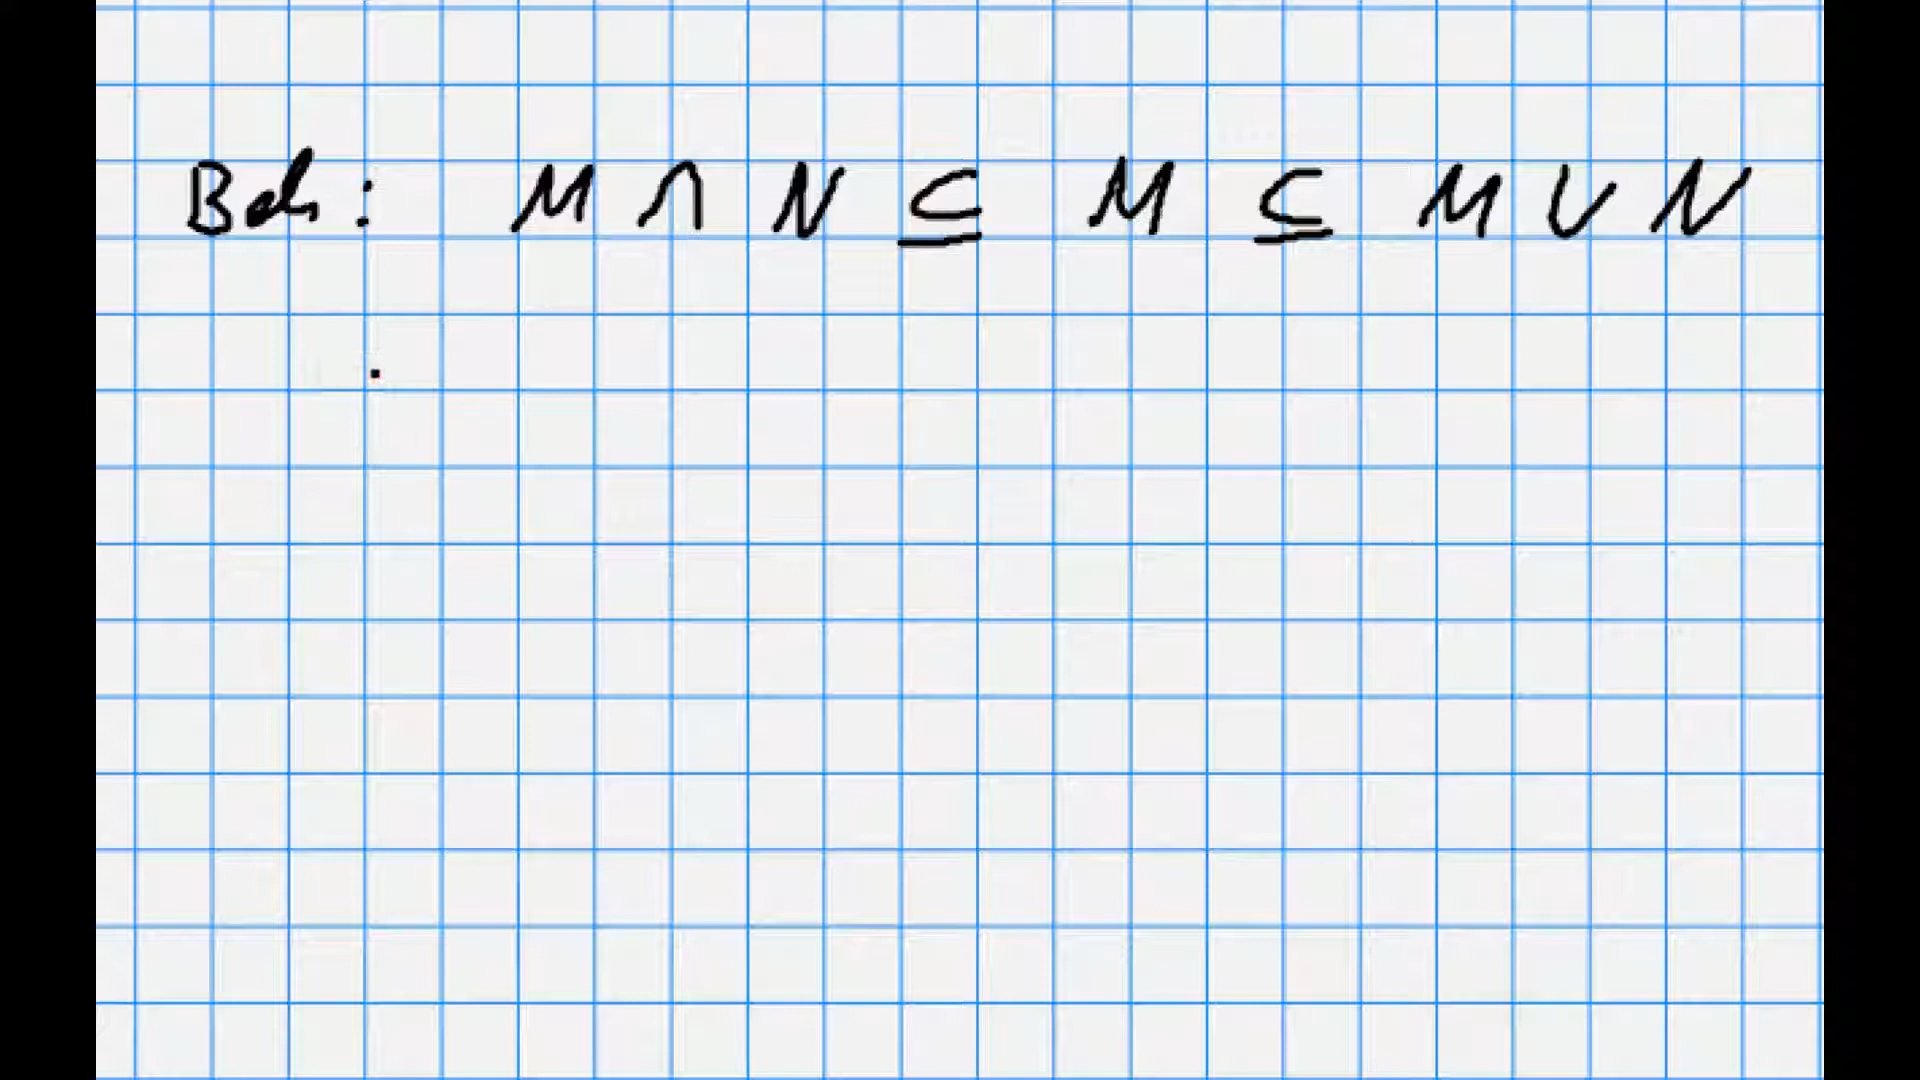 Beh: M ∩ N ⊆ M ⊆ M ∪ N